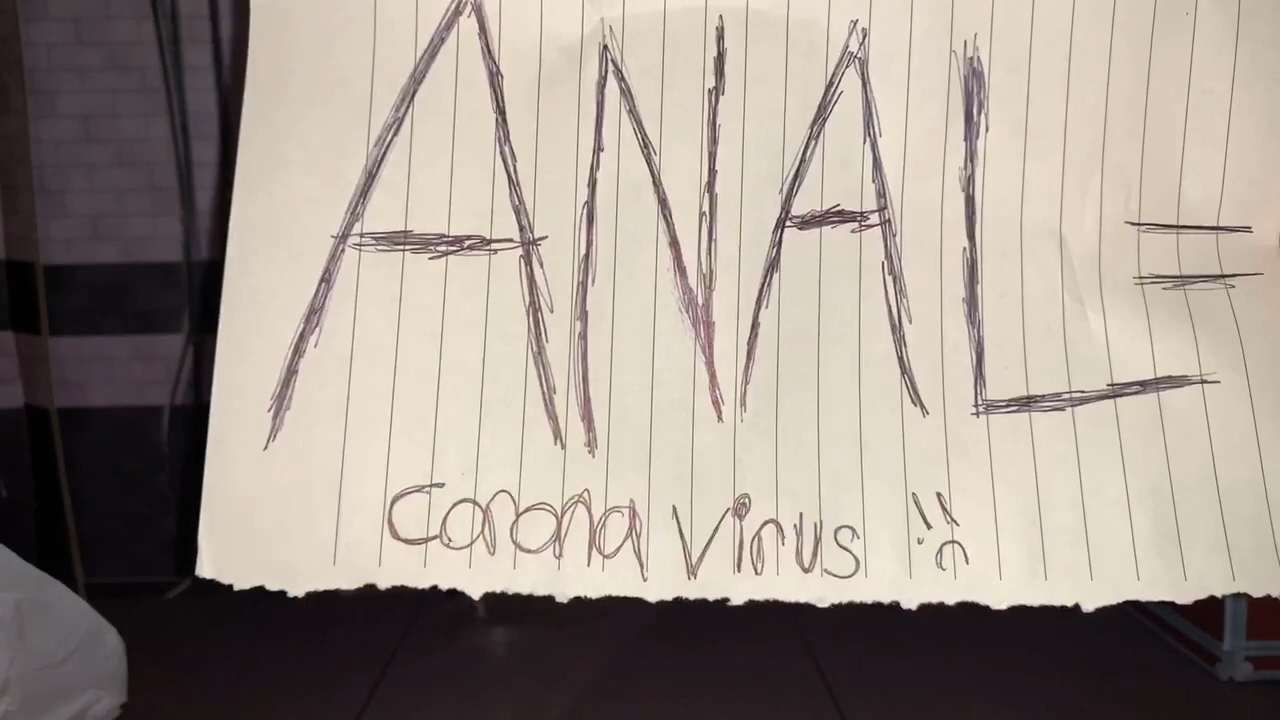 ANAL =
corona virus :(